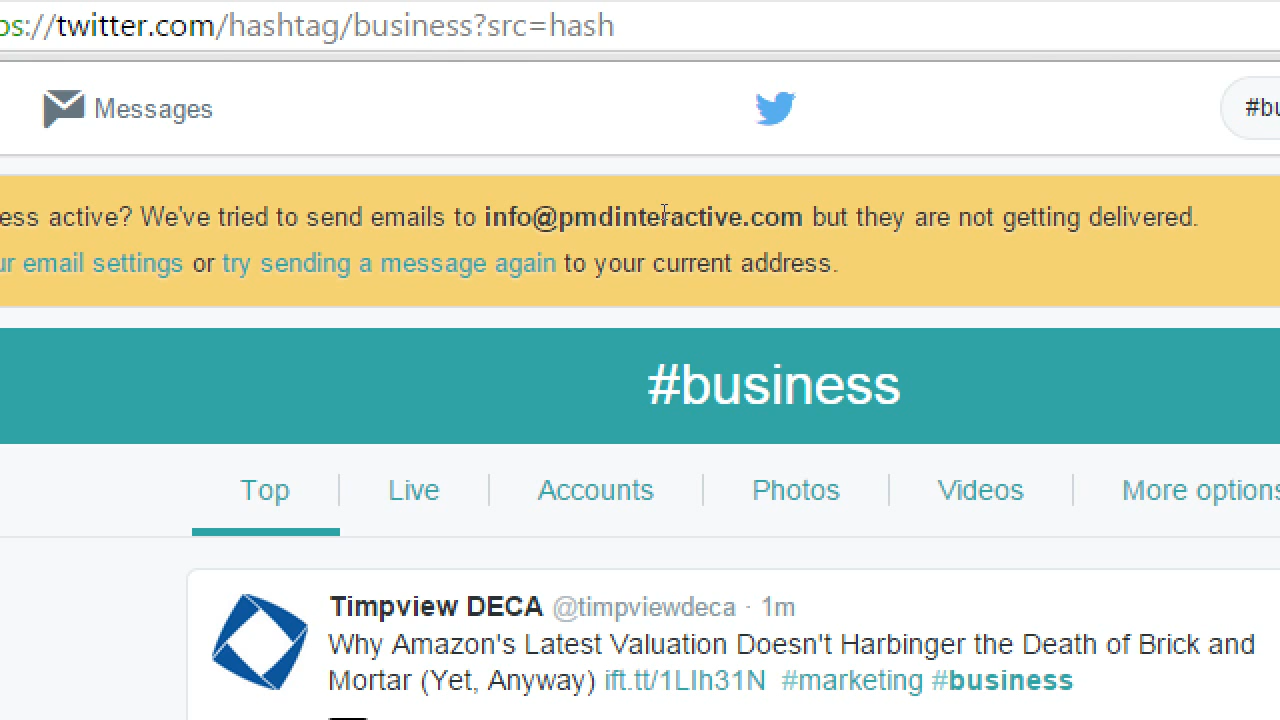 ps://twitter.com/hashtag/business?src=hash
Messages
#bu
ess active? We've tried to send emails to info@pmdinteractive.com but they are not getting delivered.
ur email settings or try sending a message again to your current address.
#business
Top Live Accounts Photos Videos More options
Timpview DECA @timpviewdeca · 1m
Why Amazon's Latest Valuation Doesn't Harbinger the Death of Brick and
Mortar (Yet, Anyway) ift.tt/1LIh31N #marketing #business